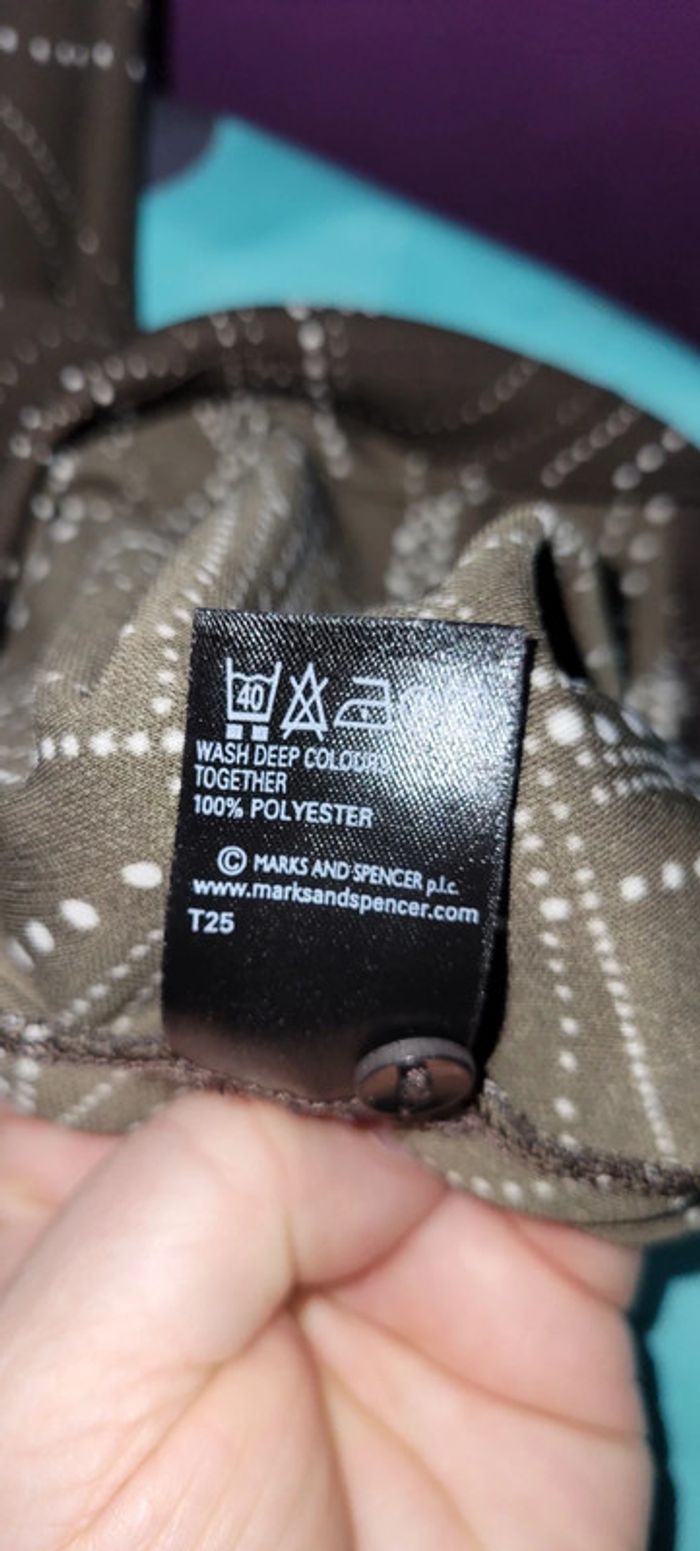 40
WASH DEEP COLOURS
TOGETHER
100% POLYESTER
© MARKS AND SPENCER p.l.c.
www.marksandspencer.com
T25